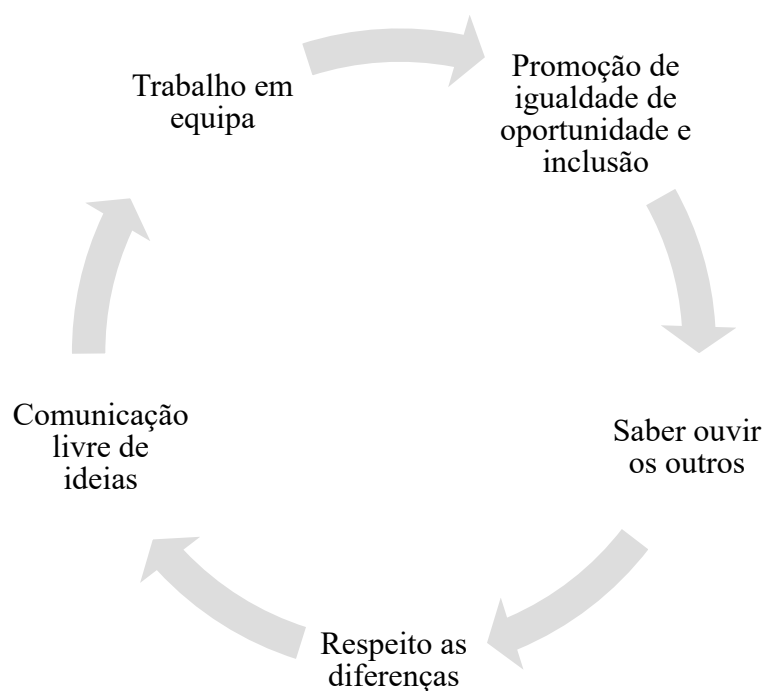 Trabalho em
equipa
Promoção de
igualdade de
oportunidade e
inclusão
Saber ouvir
os outros
Respeito as
diferenças
Comunicação
livre de
ideias